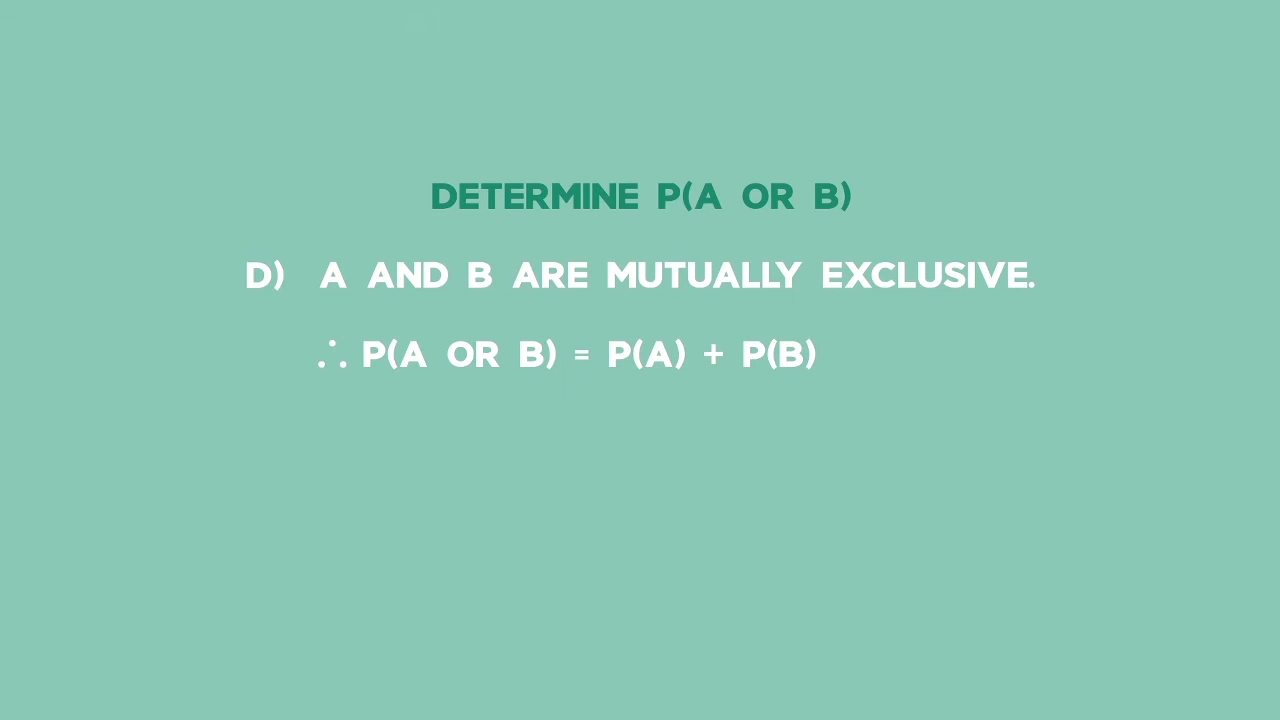 DETERMINE P(A OR B)
D) A AND B ARE MUTUALLY EXCLUSIVE.
∴ P(A OR B) = P(A) + P(B)